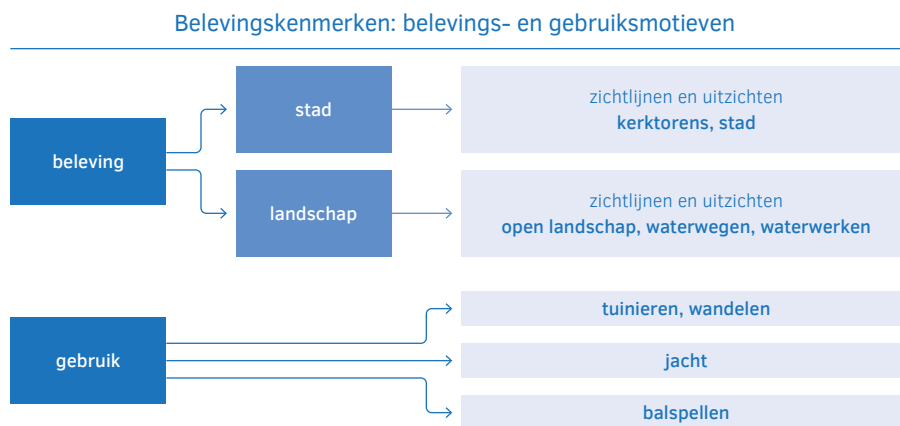 Belevingskenmerken: belevings- en gebruiksmotieven
beleving
stad
zichtlijnen en uitzichten
kerktorens, stad
landschap
zichtlijnen en uitzichten
open landschap, waterwegen, waterwerken
gebruik
tuinieren, wandelen
jacht
balspellen